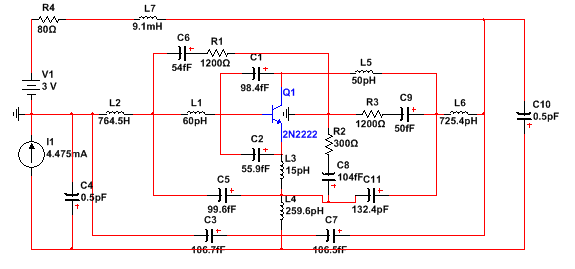 R4
80Ω
L7
9.1mH
C6
54fF
R1
1200Ω
C1
98.4fF
L5
50pH
V1
3 V
Q1
2N2222
L2
764.5H
L1
60pH
R3
1200Ω
C9
50fF
L6
725.4pH
C10
0.5pF
R2
300Ω
I1
4.475mA
C2
55.9fF
L3
15pH
C8
104fF
C11
132.4pF
C4
0.5pF
C5
99.6fF
L4
259.6pH
C3
106.7fF
C7
106.5fF